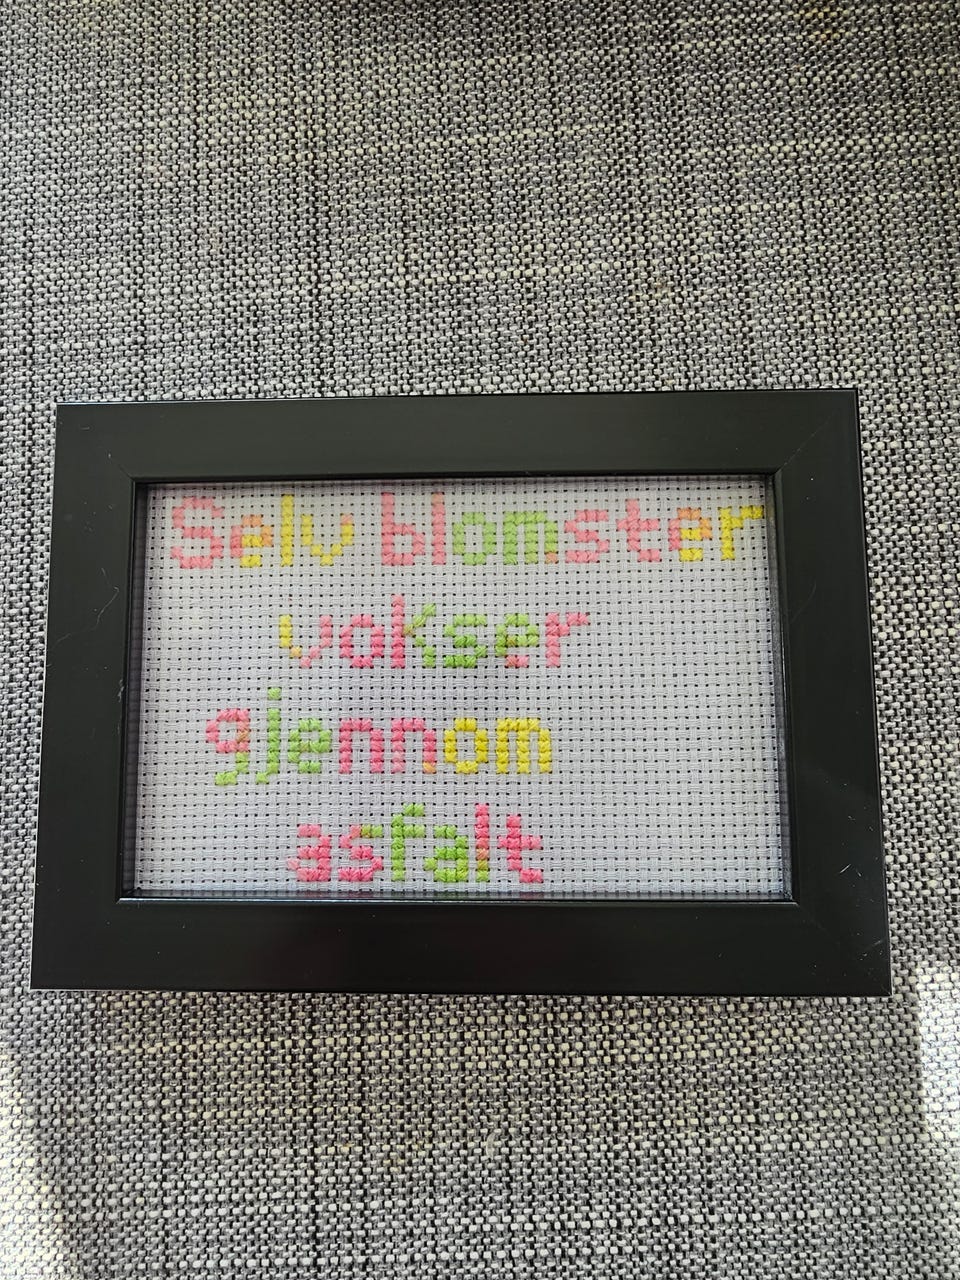 Selv blomster
vokser
gjennom
asfalt